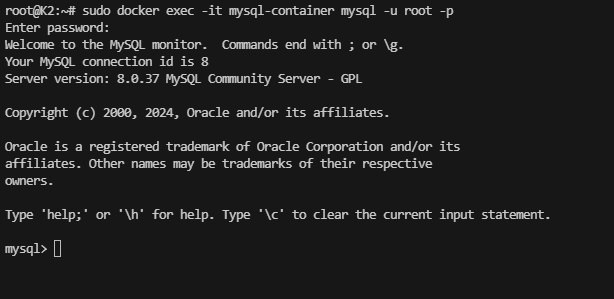 root@K2:~# sudo docker exec -it mysql-container mysql -u root -p
Enter password:
Welcome to the MySQL monitor.  Commands end with ; or \g.
Your MySQL connection id is 8
Server version: 8.0.37 MySQL Community Server - GPL

Copyright (c) 2000, 2024, Oracle and/or its affiliates.

Oracle is a registered trademark of Oracle Corporation and/or its
affiliates. Other names may be trademarks of their respective
owners.

Type 'help;' or '\h' for help. Type '\c' to clear the current input statement.

mysql>